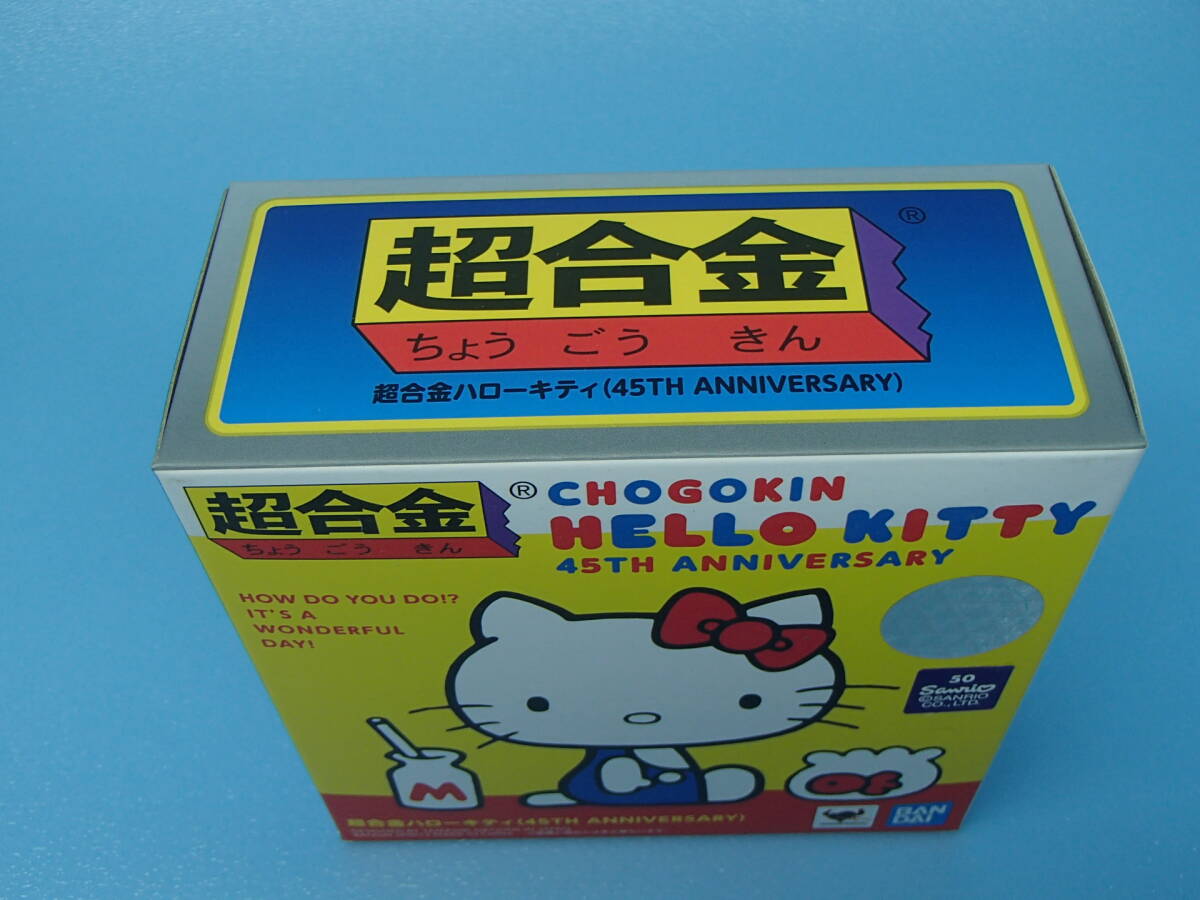 超合金
®
ちょう ごう きん
超合金ハローキティ(45TH ANNIVERSARY)
超合金
®
ちょう ごう きん
CHOGOKIN
HELLO KITTY
45TH ANNIVERSARY
HOW DO YOU DO!?
IT'S A
WONDERFUL
DAY!
50
Sanrio
©SANRIO
CO., LTD.
M
超合金ハローキティ(45TH ANNIVERSARY)
BAN
DAI